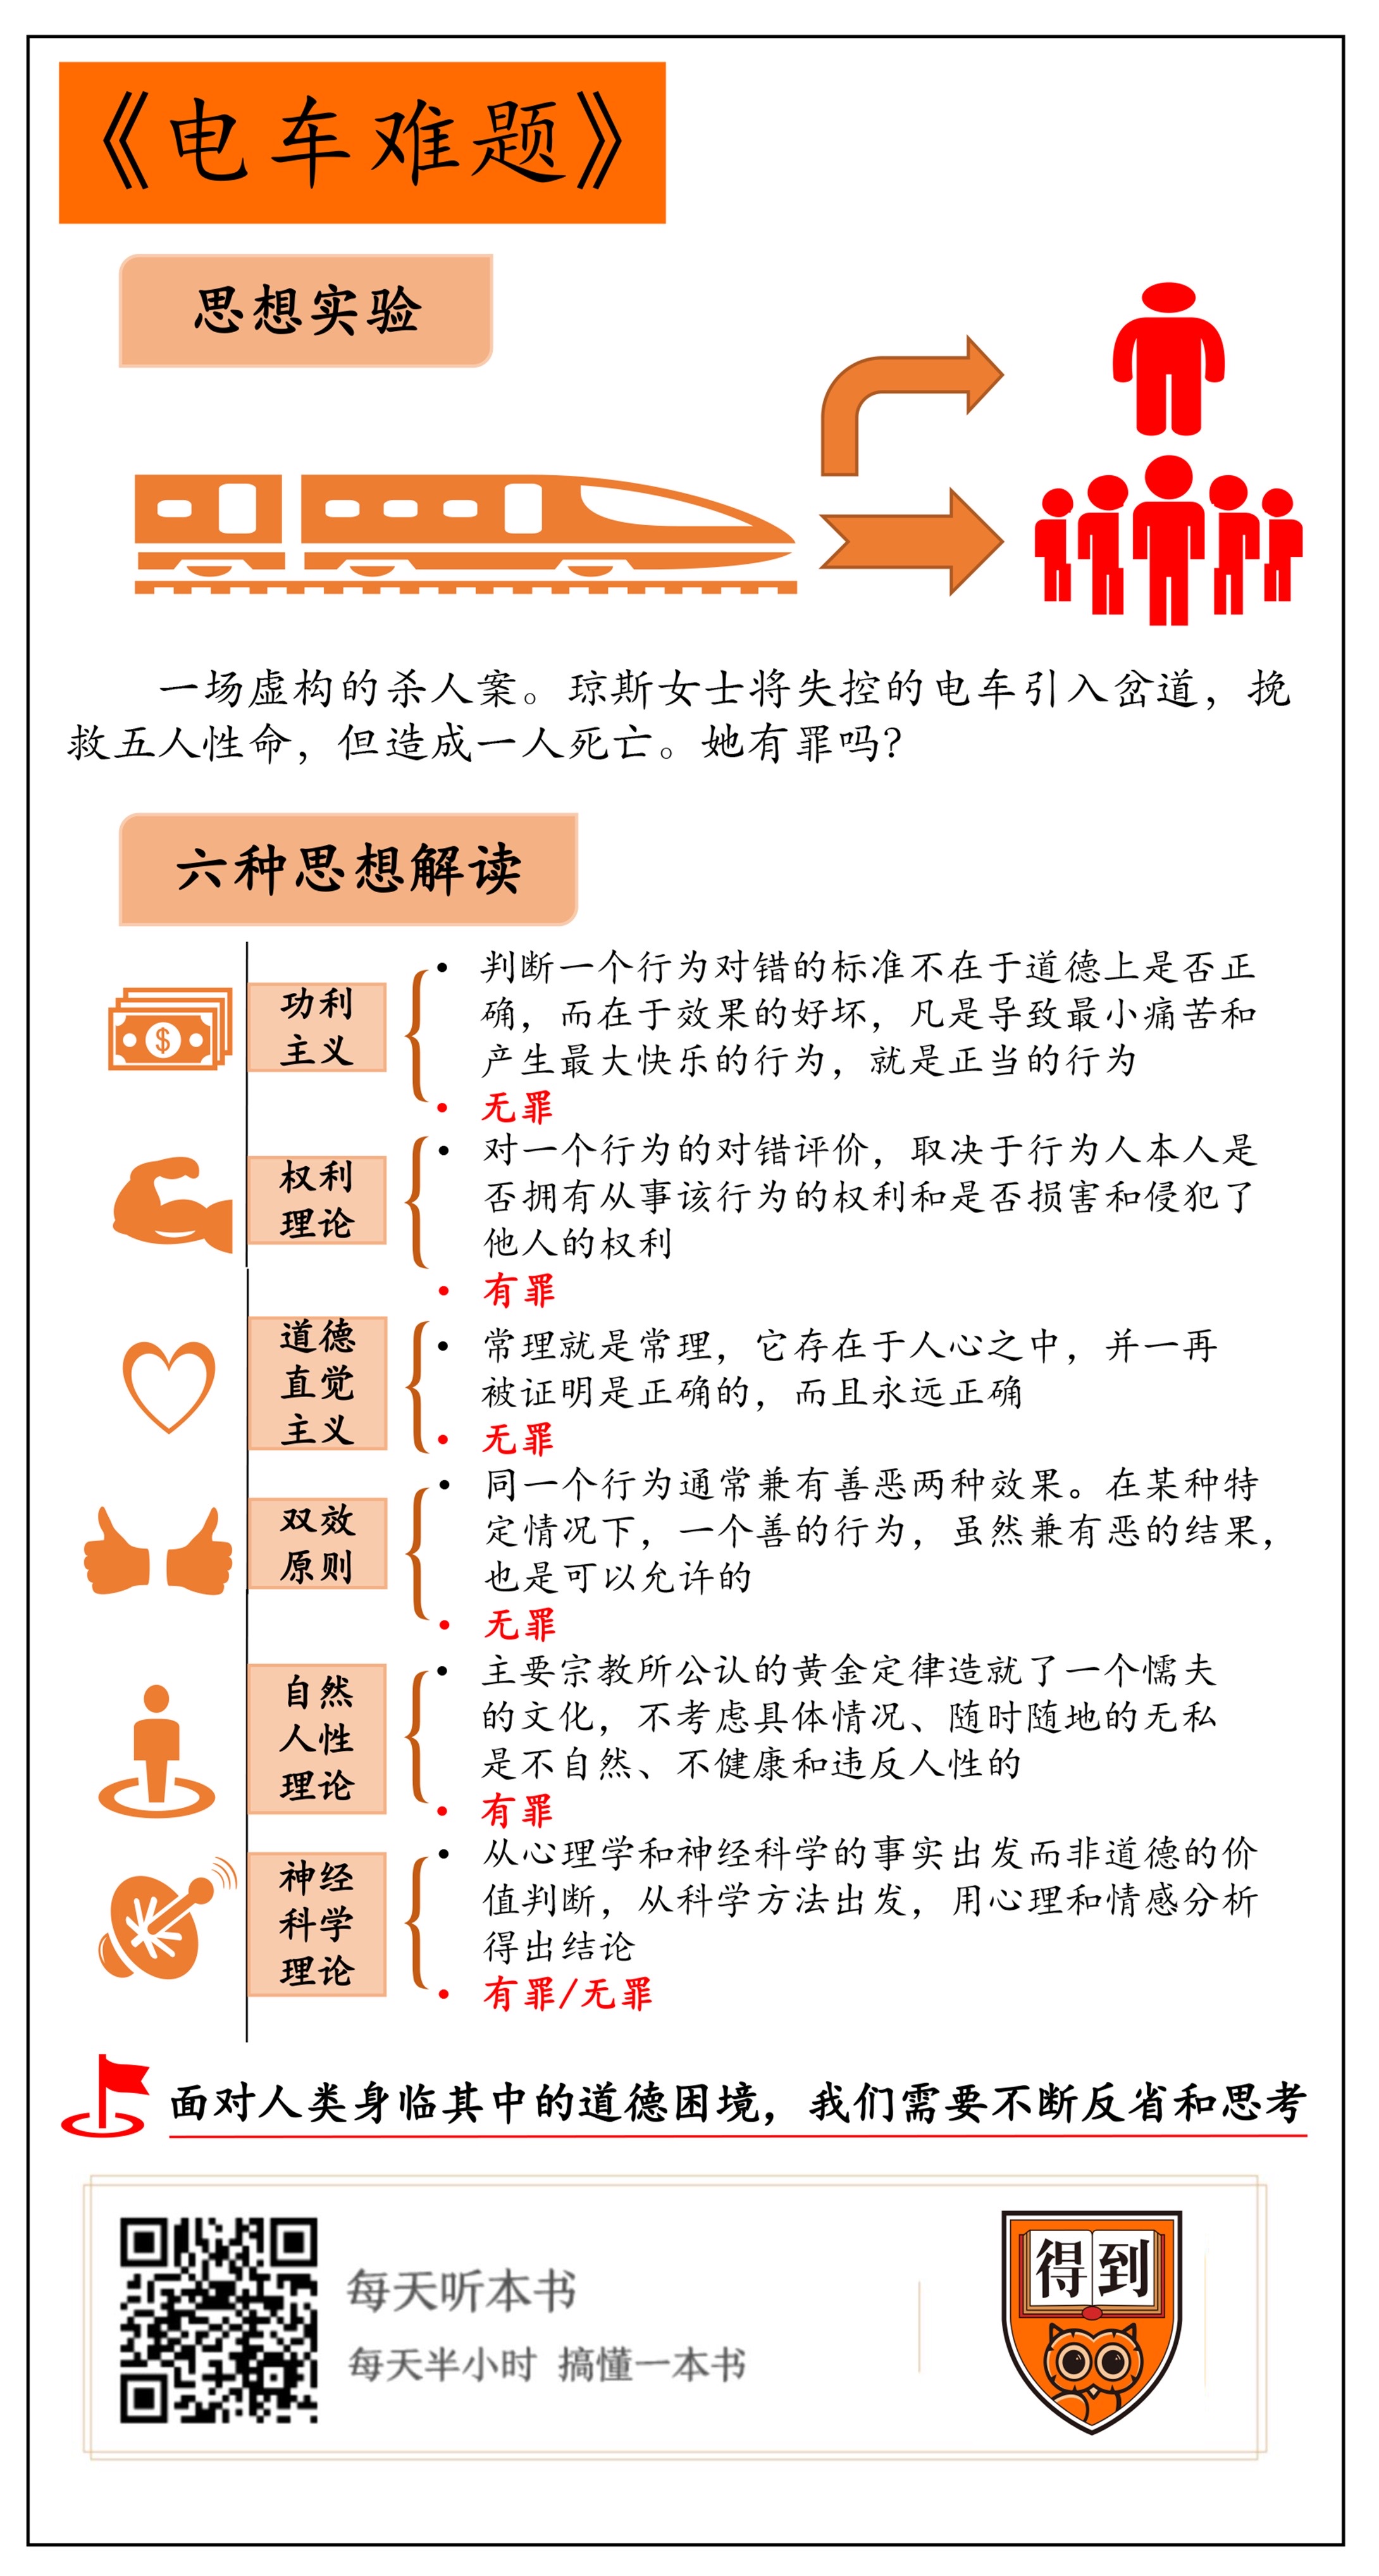 《电车难题》
思想实验
一场虚构的杀人案。琼斯女士将失控的电车引入岔道，挽
救五人性命，但造成一人死亡。她有罪吗？
六种思想解读
功利
主义
• 判断一个行为对错的标准不在于道德上是否正
确，而在于效果的好坏，凡是导致最小痛苦和
产生最大快乐的行为，就是正当的行为
• 无罪
权利
理论
• 对一个行为的对错评价，取决于行为人本人是
否拥有从事该行为的权利和是否损害和侵犯了
他人的权利
• 有罪
道德
直觉
主义
• 常理就是常理，它存在于人心之中，并一再
被证明是正确的，而且永远正确
• 无罪
双效
原则
• 同一个行为通常兼有善恶两种效果。在某种特
定情况下，一个善的行为，虽然兼有恶的结果，
也是可以允许的
• 无罪
自然
人性
理论
• 主要宗教所公认的黄金定律造就了一个懦夫
的文化，不考虑具体情况、随时随地的无私
是不自然、不健康和违反人性的
• 有罪
神经
科学
理论
• 从心理学和神经科学的事实出发而非道德的价
值判断，从科学方法出发，用心理和情感分析
得出结论
• 有罪/无罪
面对人类身临其中的道德困境，我们需要不断反省和思考
每天听本书
每天半小时 搞懂一本书
得到